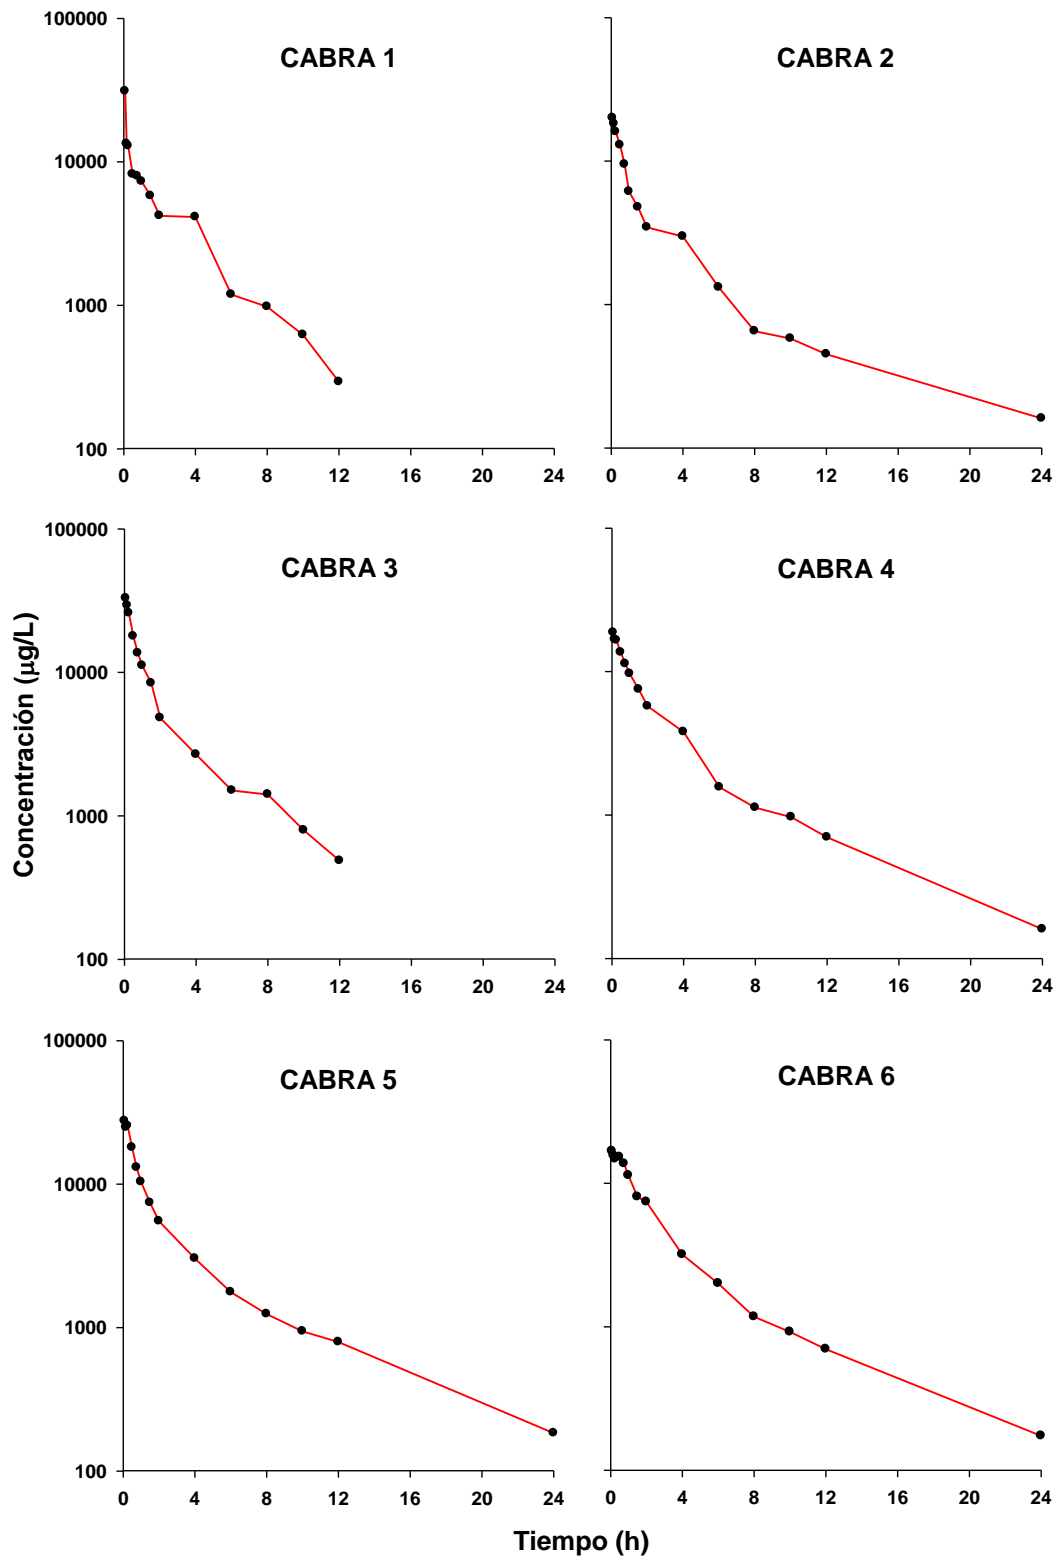 CABRA 1
100000
10000
1000
100
0 4 8 12 16 20 24
CABRA 2
0 4 8 12 16 20 24
CABRA 3
100000
10000
1000
100
0 4 8 12 16 20 24
CABRA 4
0 4 8 12 16 20 24
CABRA 5
100000
10000
1000
100
0 4 8 12 16 20 24
CABRA 6
0 4 8 12 16 20 24
Concentración (µg/L)
Tiempo (h)